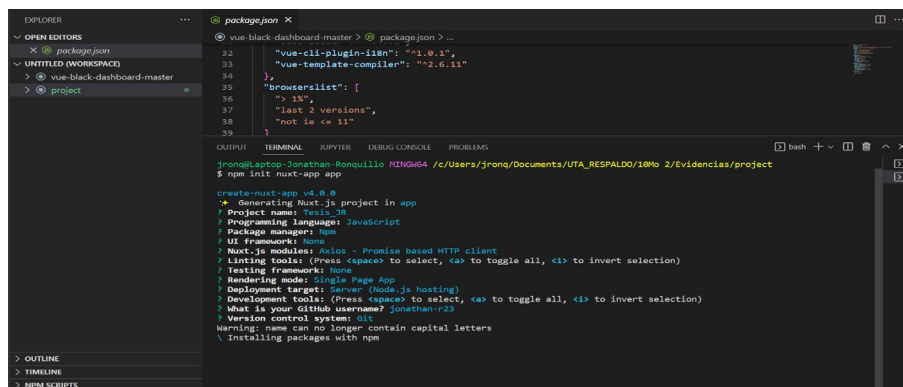 EXPLORER
OPEN EDITORS
package.json
UNTITLED (WORKSPACE)
vue-black-dashboard-master
project
OUTLINE
TIMELINE
NPM SCRIPTS
package.json
vue-black-dashboard-master > package.json > ...
32 "vue-cli-plugin-i18n": "^1.0.1",
33 "vue-template-compiler": "^2.6.11"
34 },
35 "browserslist": [
36 "> 1%",
37 "last 2 versions",
38 "not ie <= 11"
39 ]
OUTPUT TERMINAL JUPYTER DEBUG CONSOLE PROBLEMS
bash
jronq@Laptop-Jonathan-Ronquillo MINGW64 /c/Users/jronq/Documents/UTA_RESPALDO/10Mo 2/Evidencias/project
$ npm init nuxt-app app
create-nuxt-app v4.0.0
Generating Nuxt.js project in app
? Project name: Tesis_JR
? Programming language: JavaScript
? Package manager: Npm
? UI framework: None
? Nuxt.js modules: Axios - Promise based HTTP client
? Linting tools: (Press <space> to select, <a> to toggle all, <i> to invert selection)
? Testing framework: None
? Rendering mode: Single Page App
? Deployment target: Server (Node.js hosting)
? Development tools: (Press <space> to select, <a> to toggle all, <i> to invert selection)
? What is your GitHub username? jonathan-r23
? Version control system: Git
Warning: name can no longer contain capital letters
\ Installing packages with npm